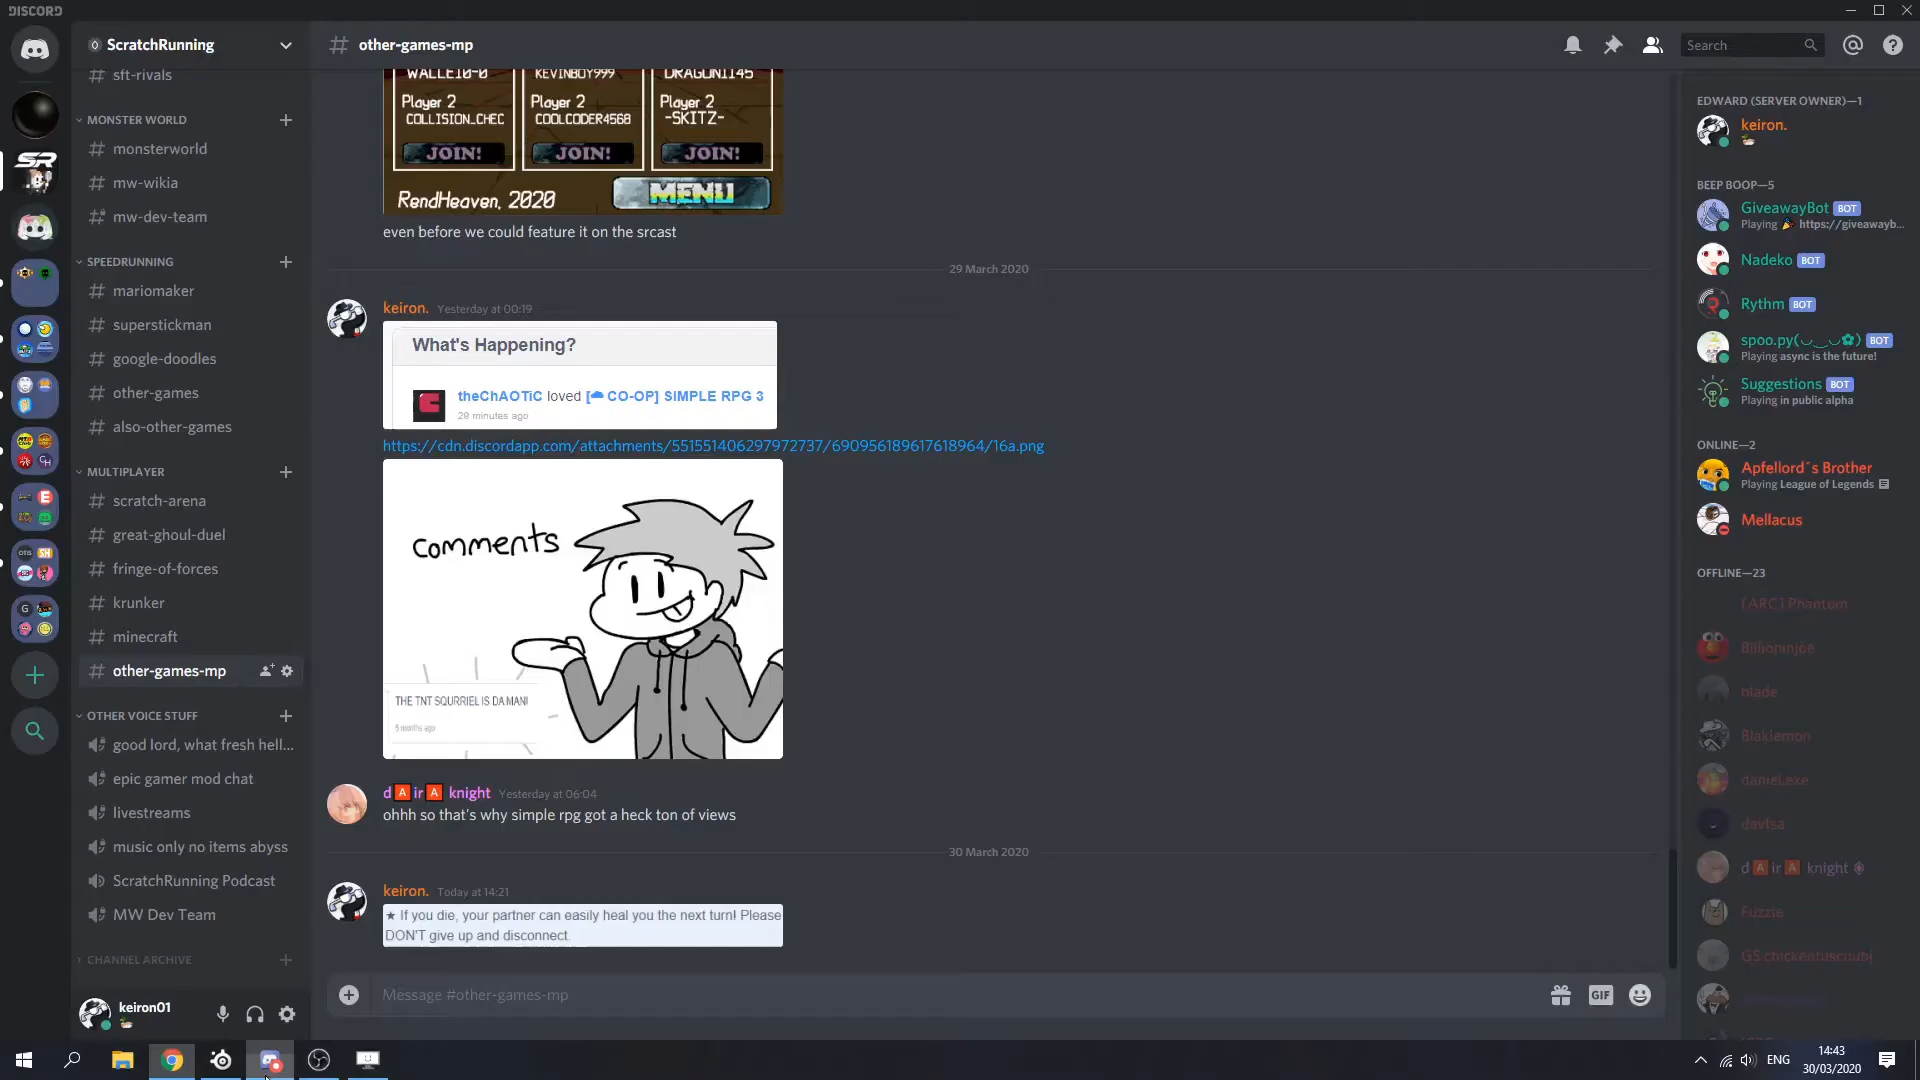 DISCORD
ScratchRunning
sft-rivals
MONSTER WORLD
monsterworld
mw-wikia
mw-dev-team
SPEEDRUNNING
mariomaker
superstickman
google-doodles
other-games
also-other-games
MULTIPLAYER
scratch-arena
great-ghoul-duel
fringe-of-forces
krunker
minecraft
other-games-mp
OTHER VOICE STUFF
good lord, what fresh hell...
epic gamer mod chat
livestreams
music only no items abyss
ScratchRunning Podcast
MW Dev Team
CHANNEL ARCHIVE
keiron01
other-games-mp
Search
WALLE10-0 KEVINBOY999 DRAGON1145
Player 2 Player 2 Player 2
COLLISION_CHEC COOLCODER4568 -SKITZ-
JOIN! JOIN! JOIN!
RendHeaven, 2020 MENU
even before we could feature it on the srcast
29 March 2020
keiron. Yesterday at 00:19
What's Happening?
theChAOTiC loved [☁ CO-OP] SIMPLE RPG 3
29 minutes ago
https://cdn.discordapp.com/attachments/551551406297972737/690956189617618964/16a.png
comments
THE TNT SQURRIEL IS DA MAN!
5 months ago
d🅰ir🅰 knight Yesterday at 06:04
ohhh so that's why simple rpg got a heck ton of views
30 March 2020
keiron. Today at 14:21
★ If you die, your partner can easily heal you the next turn! Please
DON'T give up and disconnect.
Message #other-games-mp
GIF
EDWARD (SERVER OWNER)—1
keiron.
BEEP BOOP—5
GiveawayBot BOT
Playing 🎉 https://giveawayb...
Nadeko BOT
Rythm BOT
spoo.py(◡‿◡✿) BOT
Playing async is the future!
Suggestions BOT
Playing in public alpha
ONLINE—2
Apfellord´s Brother
Playing League of Legends
Mellacus
OFFLINE—23
[ARC] Phantom
Billboninjoe
blade
Blaklemon
danieLexe
devfsa
d🅰ir🅰 knight
Fuzzie
ENG
14:43
30/03/2020